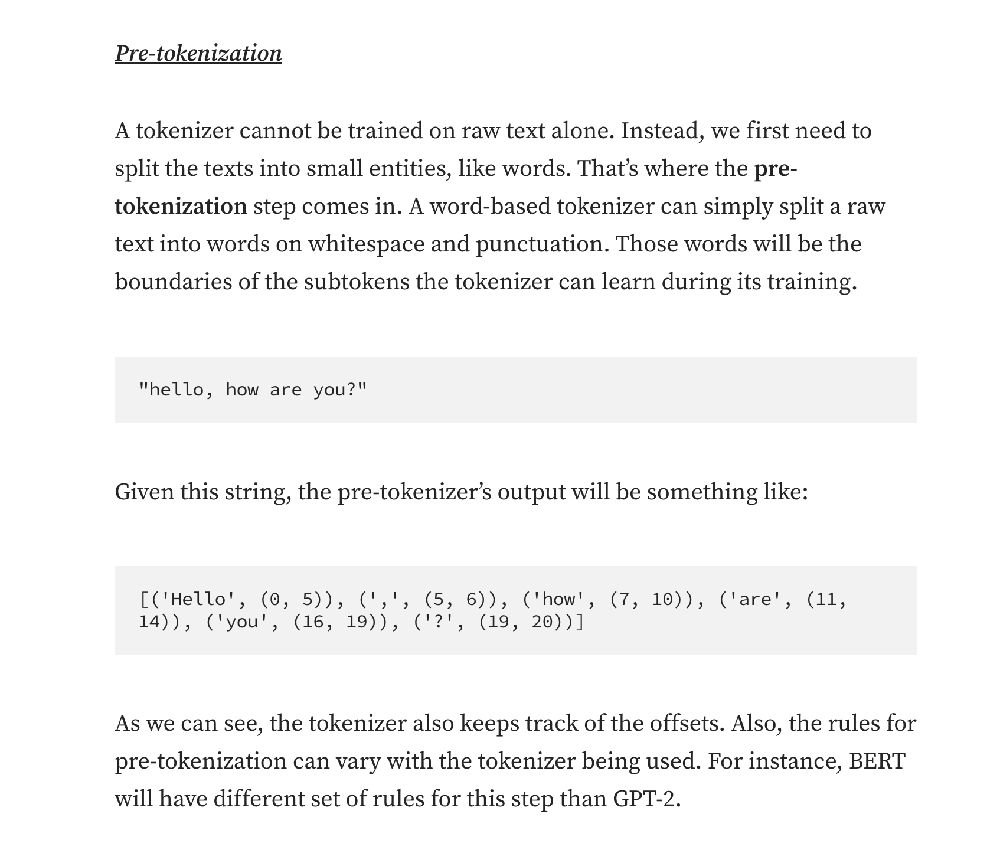 Pre-tokenization
A tokenizer cannot be trained on raw text alone. Instead, we first need to
split the texts into small entities, like words. That’s where the pre-
tokenization step comes in. A word-based tokenizer can simply split a raw
text into words on whitespace and punctuation. Those words will be the
boundaries of the subtokens the tokenizer can learn during its training.
"hello, how are you?"
Given this string, the pre-tokenizer’s output will be something like:
[('Hello', (0, 5)), (',', (5, 6)), ('how', (7, 10)), ('are', (11,
14)), ('you', (16, 19)), ('?', (19, 20))]
As we can see, the tokenizer also keeps track of the offsets. Also, the rules for
pre-tokenization can vary with the tokenizer being used. For instance, BERT
will have different set of rules for this step than GPT-2.